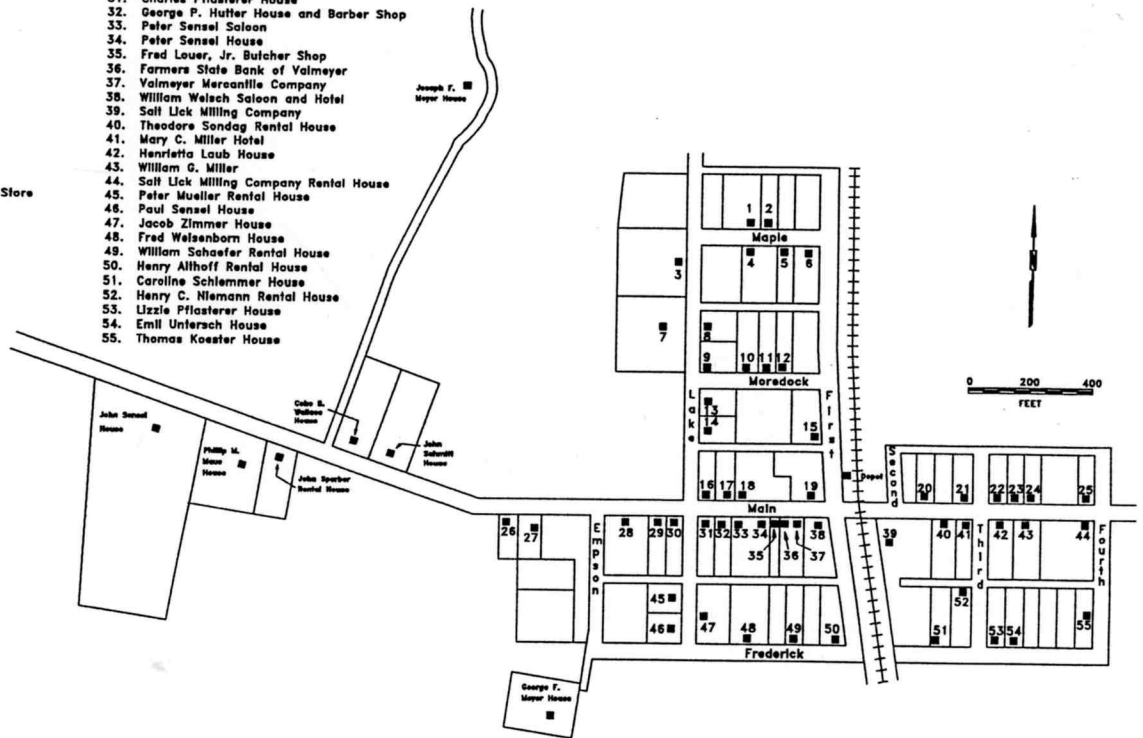 32. George P. Hutter House and Barber Shop
33. Peter Sensel Saloon
34. Peter Sensel House
35. Fred Louer, Jr. Butcher Shop
36. Farmers State Bank of Valmeyer
37. Valmeyer Mercantile Company
38. William Welsch Saloon and Hotel
39. Salt Lick Milling Company
40. Theodore Sondag Rental House
41. Mary C. Miller Hotel
42. Henrietta Laub House
43. William G. Miller
44. Salt Lick Milling Company Rental House
45. Peter Mueller Rental House
46. Paul Sensel House
47. Jacob Zimmer House
48. Fred Weisenborn House
49. William Schaefer Rental House
50. Henry Althoff Rental House
51. Caroline Schlemmer House
52. Henry C. Niemann Rental House
53. Lizzie Pflasterer House
54. Emil Untersch House
55. Thomas Koester House
Store
Joseph F.
Meyer House
1 2
Maple
3
4 5 6
7
8
9 10 11 12
Moredock
0 200 400
FEET
Lake
First
13
14
15
John Sensel
House
Wallace
House
John
House
Phillip M.
Maus
House
Rental House
16 17 18 19
Depot
Second
20 21 22 23 24 25
Main
26 27
Empson
28 29 30 31 32 33 34 38
35 36 37
39 40 41
Third
42 43 44
Fourth
45
46
47 48 49 50
51
52
53 54
55
Frederick
George F.
Meyer House